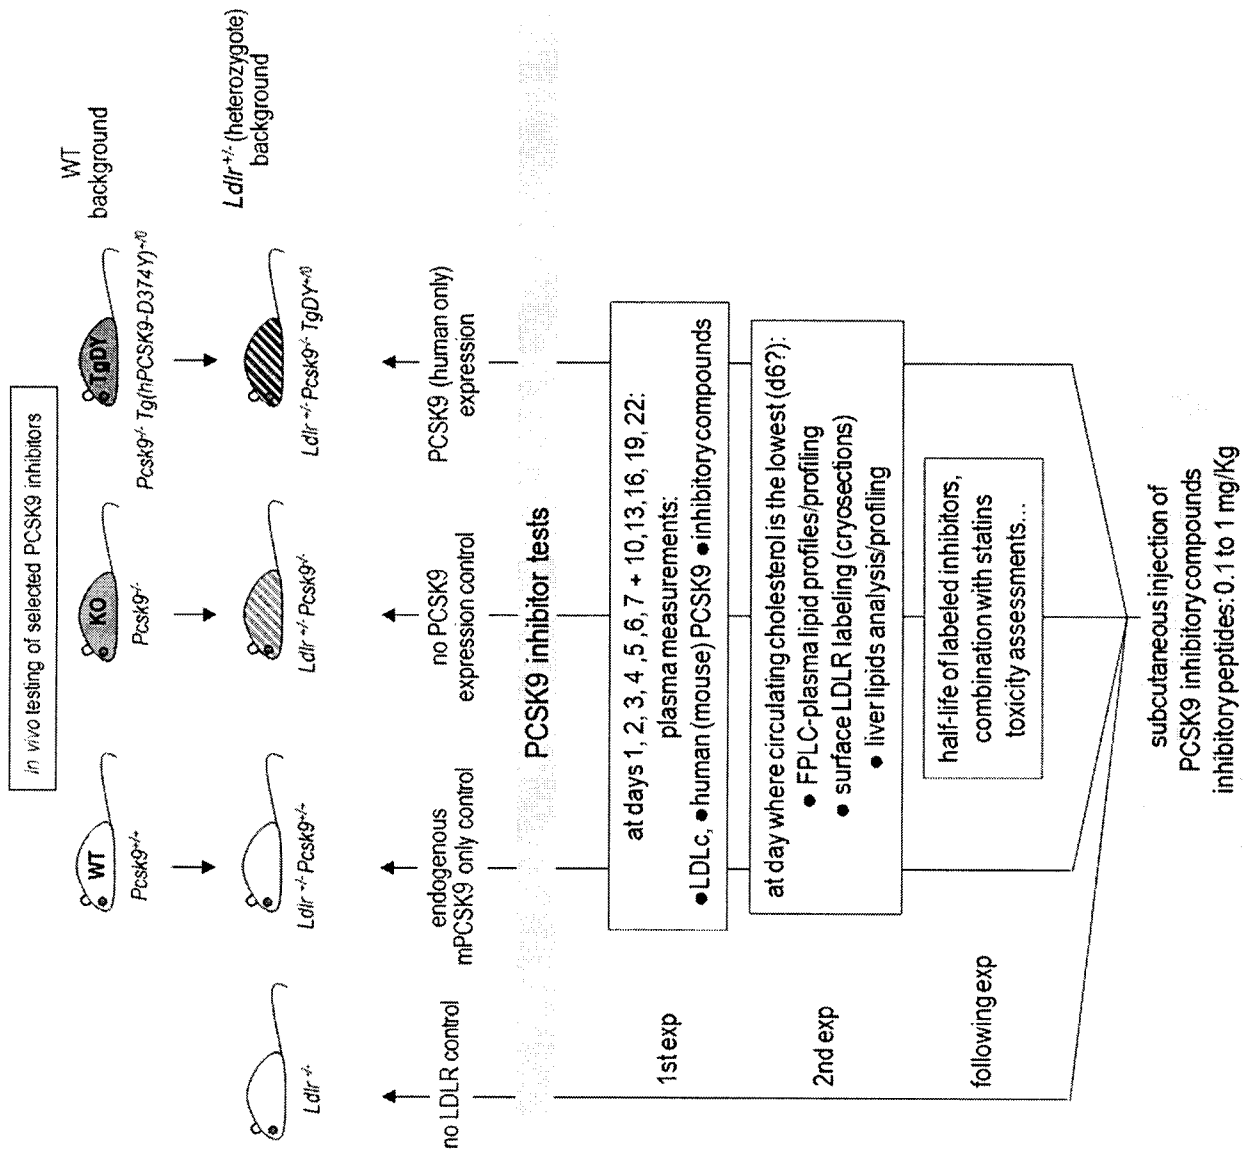 in vivo testing of selected PCSK9 inhibitors
WT
background
WT
Pcsk9+/+
KO
Pcsk9-/-
TgDY
Pcsk9-/- Tg(hPCSK9-D374Y)+/0
Ldlr+/- (heterozygote)
background
Ldlr-/-
Ldlr+/- Pcsk9+/+
Ldlr+/- Pcsk9-/-
Ldlr+/- Pcsk9-/- TgDY+/0
no LDLR control
endogenous
mPCSK9 only control
no PCSK9
expression control
PCSK9 (human only)
expression
PCSK9 inhibitor tests
1st exp
at days 1, 2, 3, 4 ,5 ,6, 7 + 10,13,16, 19, 22:
plasma measurements:
●LDLc, ●human (mouse) PCSK9 ●inhibitory compounds
2nd exp
at day where circulating cholesterol is the lowest (d6?):
● FPLC-plasma lipid profiles/profiling
● surface LDLR labeling (cryosections)
● liver lipids analysis/profiling
following exp
half-life of labeled inhibitors,
combination with statins
toxicity assessments...
subcutaneous injection of
PCSK9 inhibitory compounds
inhibitory peptides: 0.1 to 1 mg/Kg